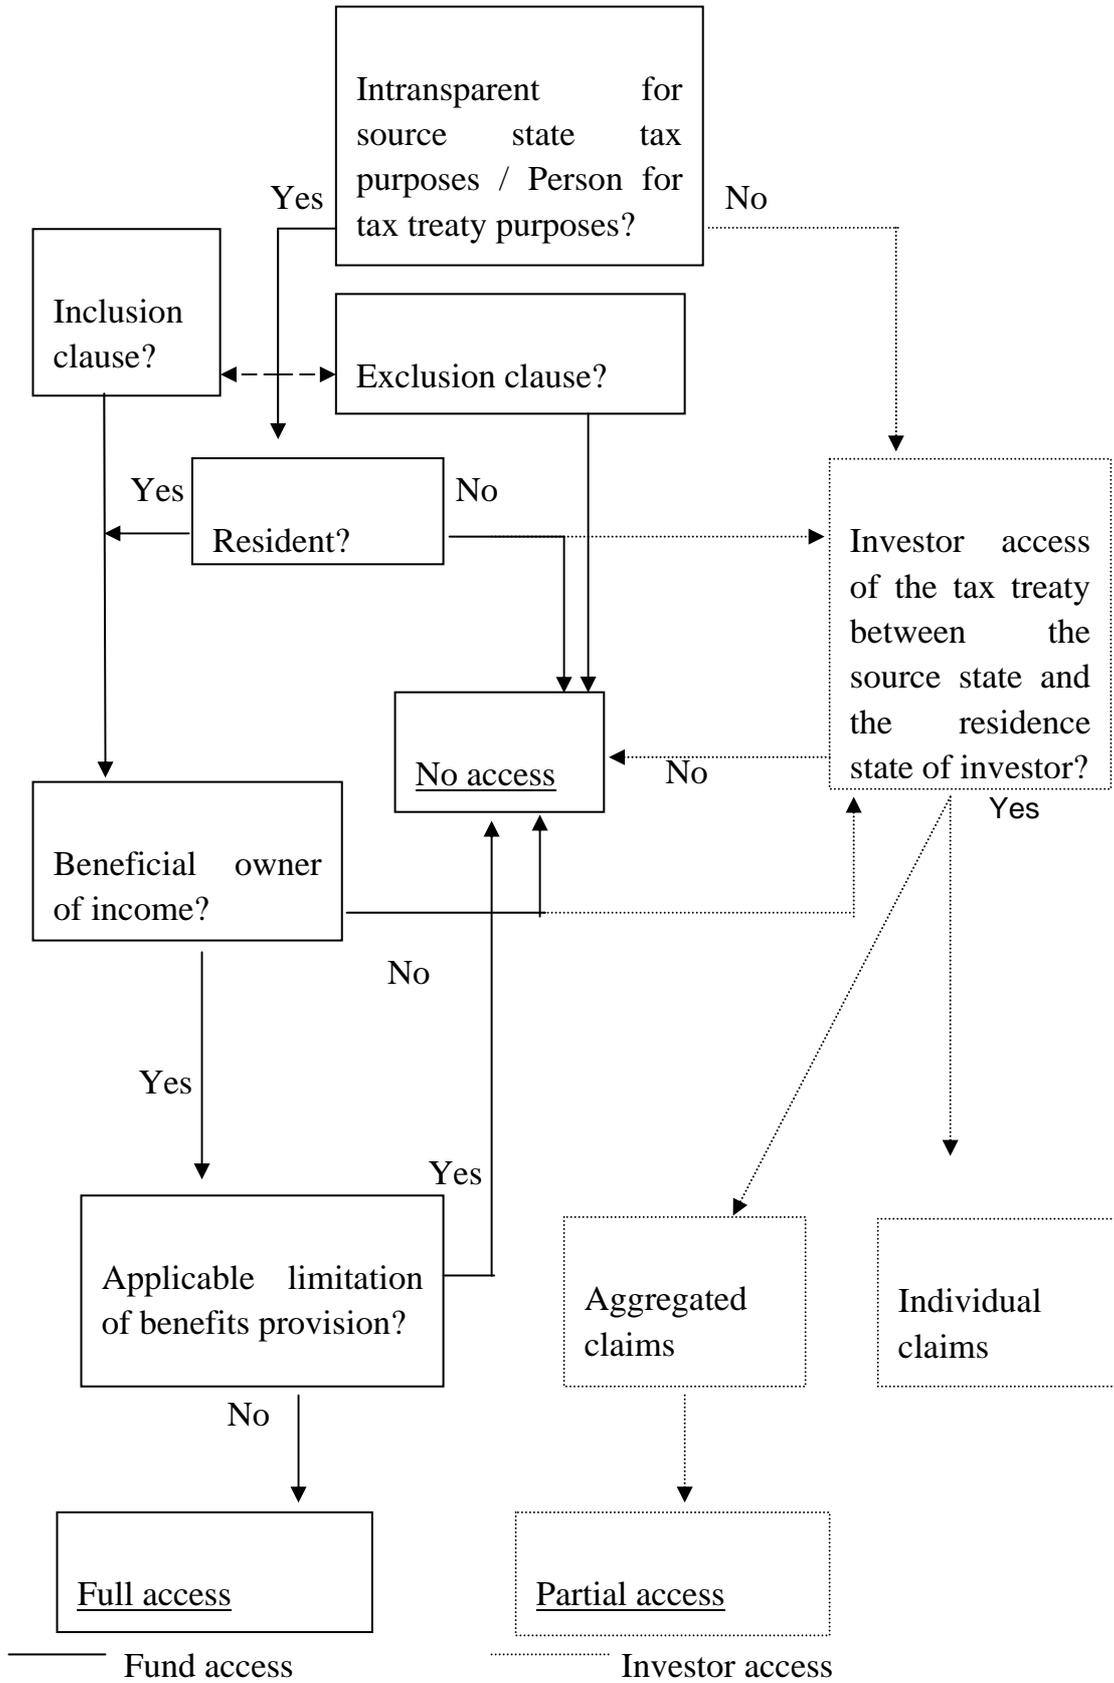 Intransparent for
source state tax
purposes / Person for
tax treaty purposes?
Yes
No
Inclusion
clause?
Exclusion clause?
Yes
Resident?
No
Investor access
of the tax treaty
between the
source state and
the residence
state of investor?
No access
No
Yes
Beneficial owner
of income?
No
Yes
Yes
Applicable limitation
of benefits provision?
Aggregated
claims
Individual
claims
No
Full access
Partial access
Fund access
Investor access